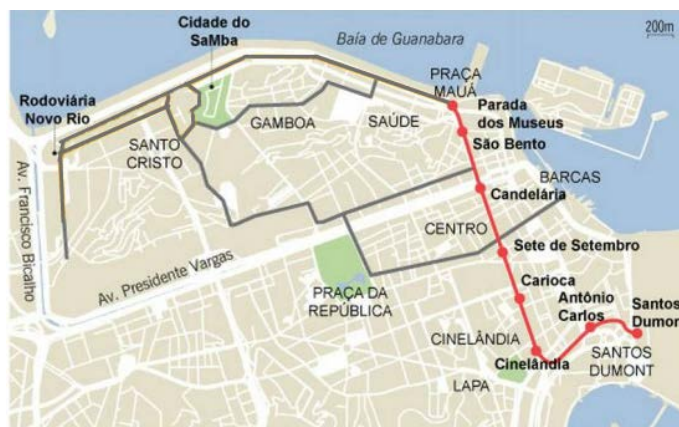 Cidade do
SaMba
Baía de Guanabara
200m
PRAÇA
MAUÁ
Rodoviária
Novo Rio
Parada
dos Museus
GAMBOA
SAÚDE
São Bento
SANTO
CRISTO
BARCAS
Candelária
Av. Francisco Bicalho
CENTRO
Sete de Setembro
Av. Presidente Vargas
PRAÇA DA
REPÚBLICA
Carioca
Antônio
Carlos
Santos
Dumont
CINELÂNDIA
Cinelândia
SANTOS
DUMONT
LAPA